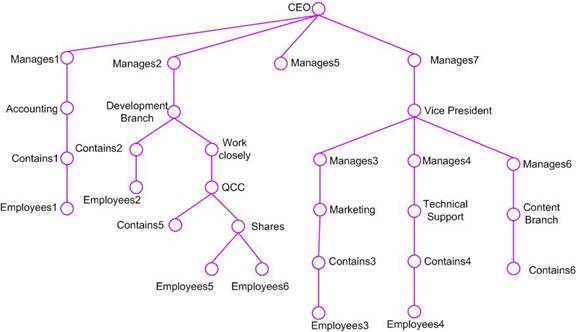 CEO
Manages1
Manages2
Manages5
Manages7
Accounting
Development
Branch
Vice President
Contains1
Contains2
Work
closely
Manages3
Manages4
Manages6
Employees1
Employees2
QCC
Marketing
Technical
Support
Content
Branch
Contains5
Shares
Contains3
Contains4
Contains6
Employees5
Employees6
Employees3
Employees4